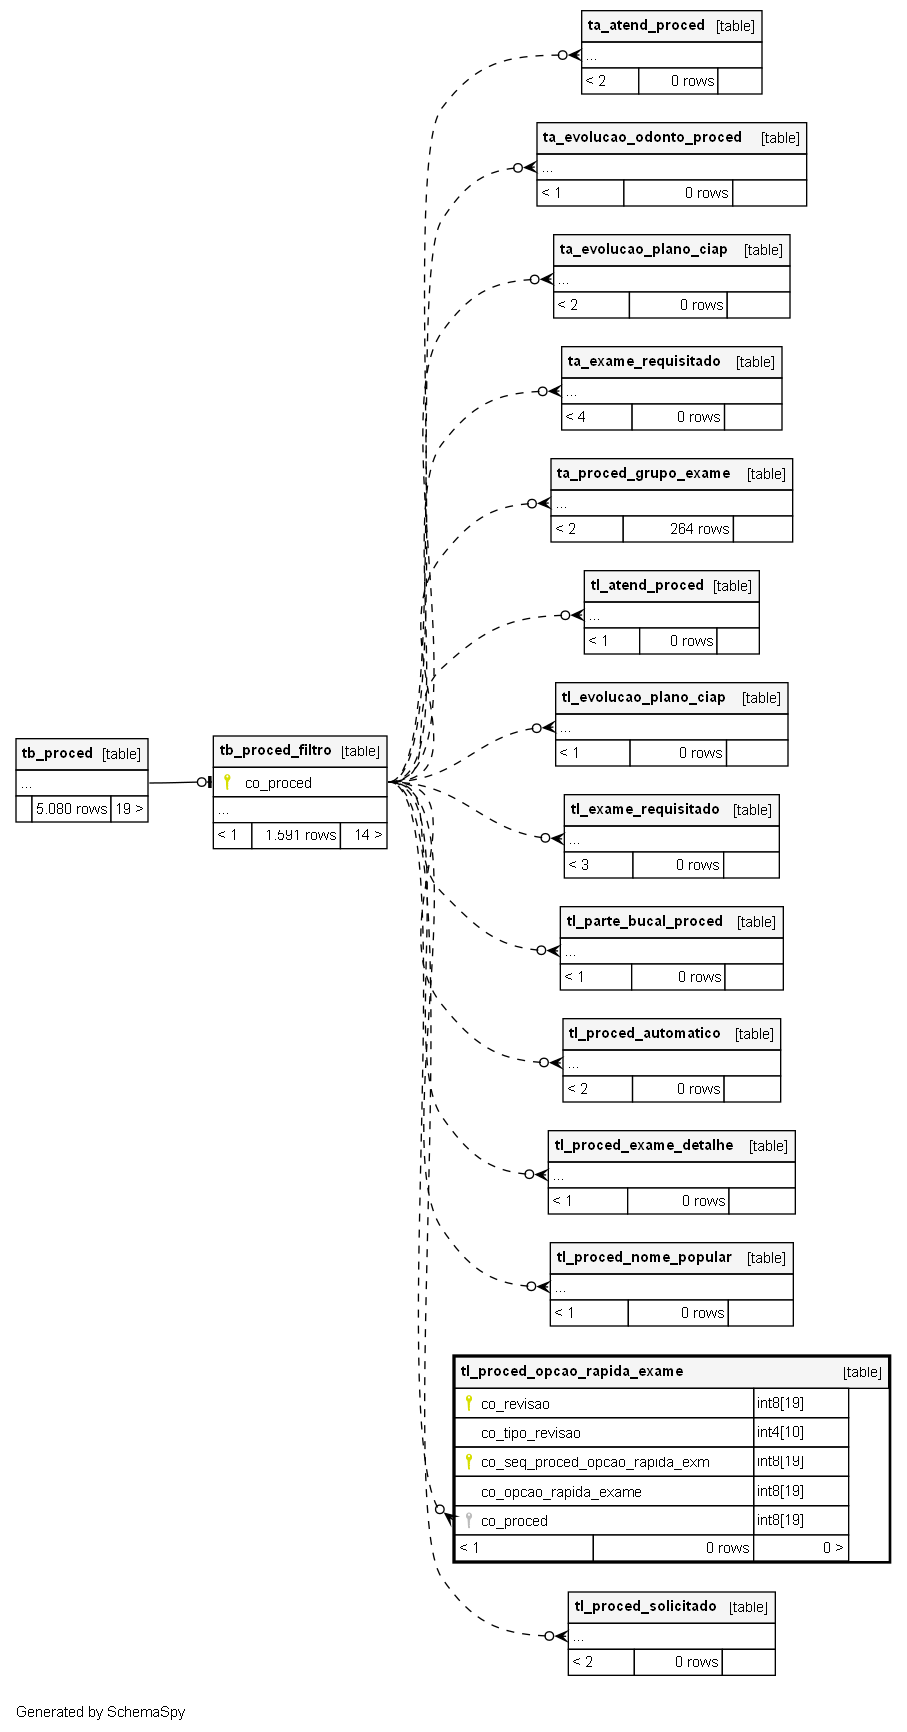 ta_atend_proced [table]
...
< 2 0 rows
ta_evolucao_odonto_proced [table]
...
< 1 0 rows
ta_evolucao_plano_ciap [table]
...
< 2 0 rows
ta_exame_requisitado [table]
...
< 4 0 rows
ta_proced_grupo_exame [table]
...
< 2 264 rows
tl_atend_proced [table]
...
< 1 0 rows
tl_evolucao_plano_ciap [table]
...
< 1 0 rows
tb_proced [table]
...
5.080 rows 19 >
tb_proced_filtro [table]
co_proced
...
< 1 1.591 rows 14 >
tl_exame_requisitado [table]
...
< 3 0 rows
tl_parte_bucal_proced [table]
...
< 1 0 rows
tl_proced_automatico [table]
...
< 2 0 rows
tl_proced_exame_detalhe [table]
...
< 1 0 rows
tl_proced_nome_popular [table]
...
< 1 0 rows
tl_proced_opcao_rapida_exame [table]
co_revisao int8[19]
co_tipo_revisao int4[10]
co_seq_proced_opcao_rapida_exm int8[19]
co_opcao_rapida_exame int8[19]
co_proced int8[19]
< 1 0 rows 0 >
tl_proced_solicitado [table]
...
< 2 0 rows
Generated by SchemaSpy